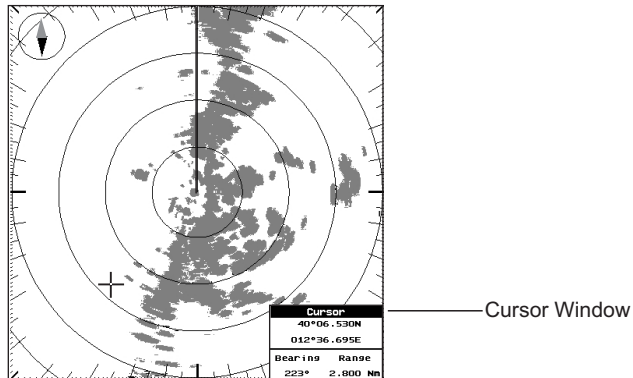 Cursor
40°06.530N
012°36.695E
Bearing Range
223° 2.800 Nm
Cursor Window